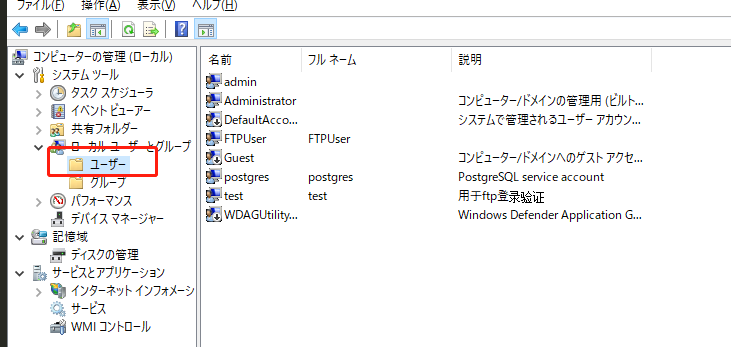 ファイル(F) 操作(A) 表示(V) ヘルプ(H)
コンピューターの管理 (ローカル)
システム ツール
タスク スケジューラ
イベント ビューアー
共有フォルダー
ローカル ユーザーとグループ
ユーザー
グループ
パフォーマンス
デバイス マネージャー
記憶域
ディスクの管理
サービスとアプリケーション
インターネット インフォメーシ
サービス
WMI コントロール
名前 フル ネーム 説明
admin
Administrator コンピューター/ドメインの管理用 (ビルト...
DefaultAcco... システムで管理されるユーザー アカウン...
FTPUser FTPUser
Guest コンピューター/ドメインへのゲスト アクセ...
postgres postgres PostgreSQL service account
test test 用于ftp登录验证
WDAGUtility... Windows Defender Application G...